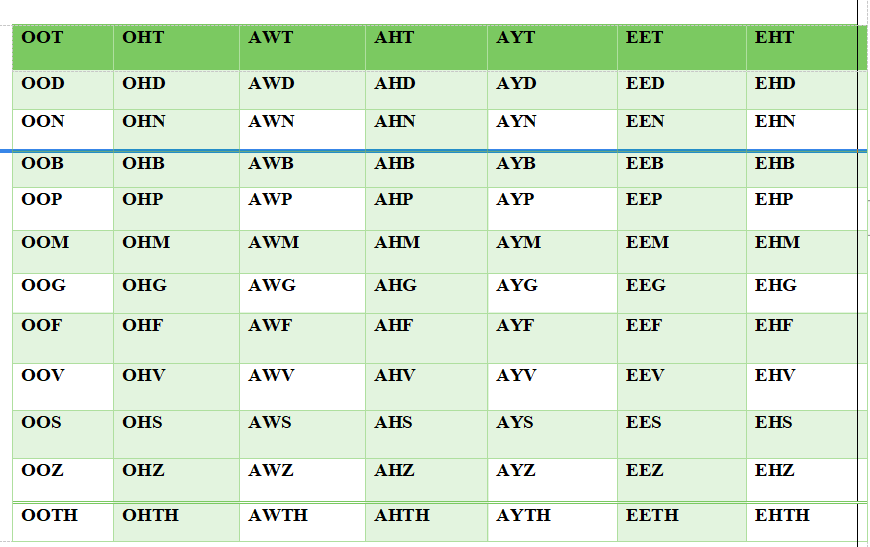 OOT OHT AWT AHT AYT EET EHT
OOD OHD AWD AHD AYD EED EHD
OON OHN AWN AHN AYN EEN EHN
OOB OHB AWB AHB AYB EEB EHB
OOP OHP AWP AHP AYP EEP EHP
OOM OHM AWM AHM AYM EEM EHM
OOG OHG AWG AHG AYG EEG EHG
OOF OHF AWF AHF AYF EEF EHF
OOV OHV AWV AHV AYV EEV EHV
OOS OHS AWS AHS AYS EES EHS
OOZ OHZ AWZ AHZ AYZ EEZ EHZ
OOTH OHTH AWTH AHTH AYTH EETH EHTH